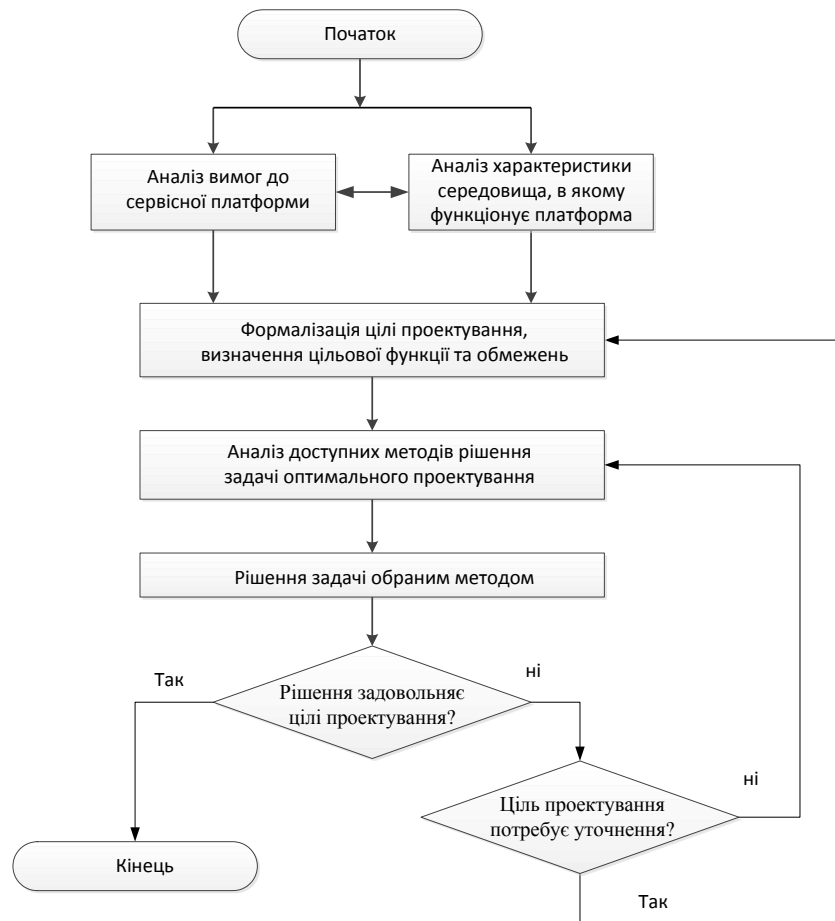 Початок
Аналіз вимог до
сервісної платформи
Аналіз характеристики
середовища, в якому
функціонує платформа
Формалізація цілі проектування,
визначення цільової функції та обмежень
Аналіз доступних методів рішення
задачі оптимального проектування
Рішення задачі обраним методом
Так
ні
Рішення задовольняє
цілі проектування?
ні
Ціль проектування
потребує уточнення?
Кінець
Так